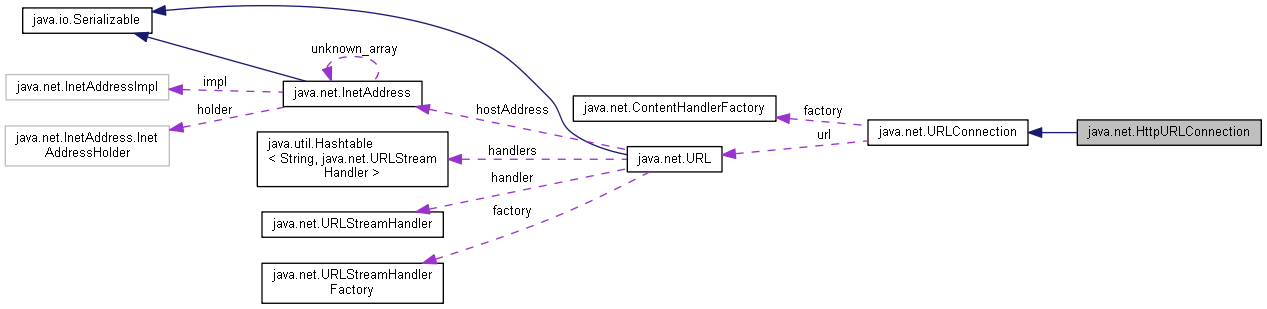 java.io.Serializable
unknown_array
java.net.InetAddressImpl
impl
java.net.InetAddress
holder
java.net.InetAddress.Inet
AddressHolder
hostAddress
java.net.ContentHandlerFactory
factory
java.net.URLConnection
java.net.HttpURLConnection
url
java.util.Hashtable
< String, java.net.URLStream
Handler >
handlers
java.net.URL
handler
java.net.URLStreamHandler
factory
java.net.URLStreamHandler
Factory